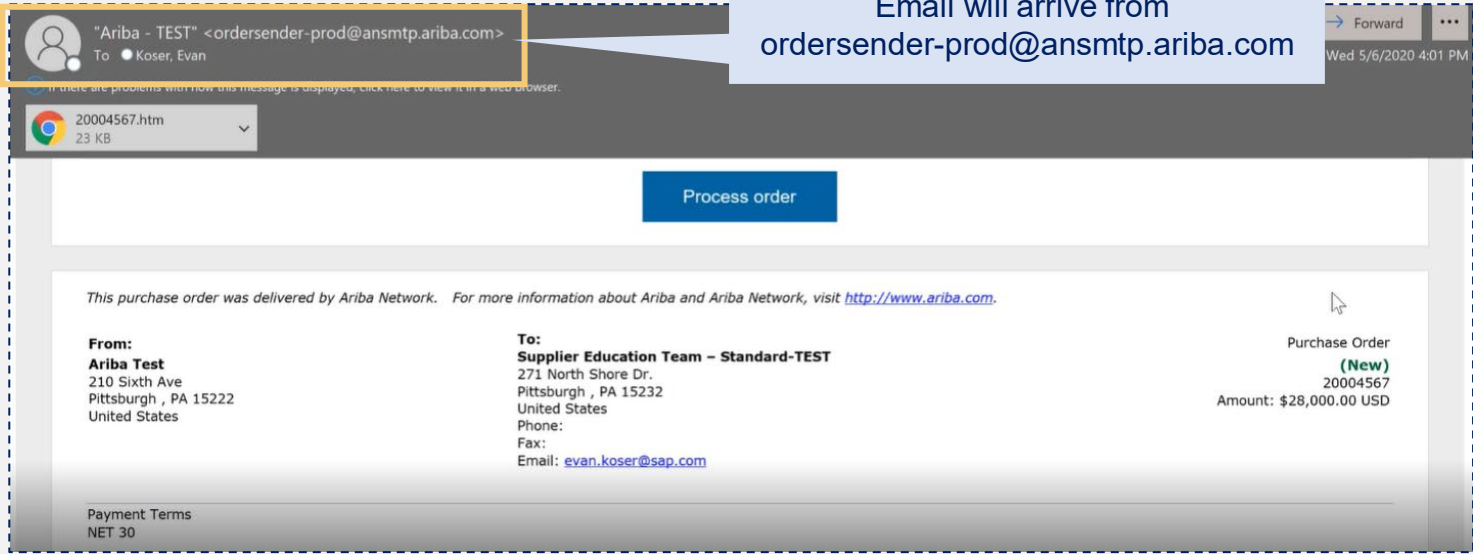 Email will arrive from
ordersender-prod@ansmtp.ariba.com
"Ariba - TEST" <ordersender-prod@ansmtp.ariba.com>
To Koser, Evan
Forward
Wed 5/6/2020 4:01 PM
If there are problems with how this message is displayed, click here to view it in a web browser.
20004567.htm
23 KB
Process order
This purchase order was delivered by Ariba Network. For more information about Ariba and Ariba Network, visit http://www.ariba.com.
From:
Ariba Test
210 Sixth Ave
Pittsburgh , PA 15222
United States
To:
Supplier Education Team – Standard-TEST
271 North Shore Dr.
Pittsburgh , PA 15232
United States
Phone:
Fax:
Email: evan.koser@sap.com
Purchase Order
(New)
20004567
Amount: $28,000.00 USD
Payment Terms
NET 30